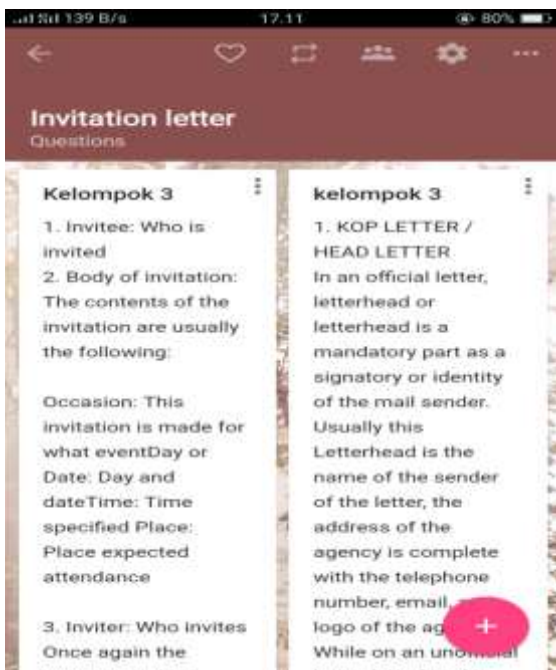 139 B/s 17.11 80%
Invitation letter
Questions
Kelompok 3
1. Invitee: Who is
invited
2. Body of invitation:
The contents of the
invitation are usually
the following:
Occasion: This
invitation is made for
what eventDay or
Date: Day and
dateTime: Time
specified Place:
Place expected
attendance
3. Inviter: Who invites
Once again the
kelompok 3
1. KOP LETTER /
HEAD LETTER
In an official letter,
letterhead or
letterhead is a
mandatory part as a
signatory or identity
of the mail sender.
Usually this
Letterhead is the
name of the sender
of the letter, the
address of the
agency is complete
with the telephone
number, email,
logo of the
While on an